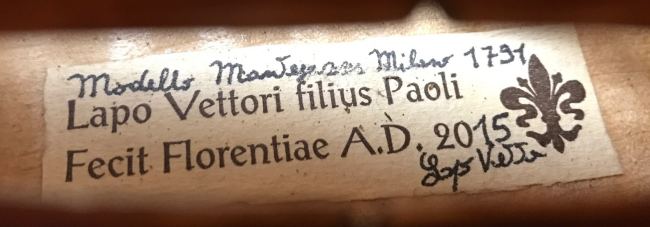 Modello Mantegazza Milano 1791
Lapo Vettori filius Paoli
Fecit Florentiae A.D. 2015
Lapo Vettori